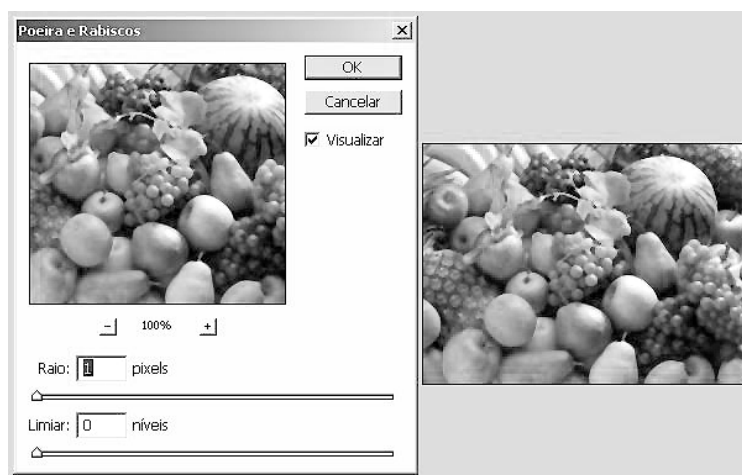 Poeira e Rabiscos
OK
Cancelar
Visualizar
100%
Raio: 1 pixels
Limiar: 0 níveis